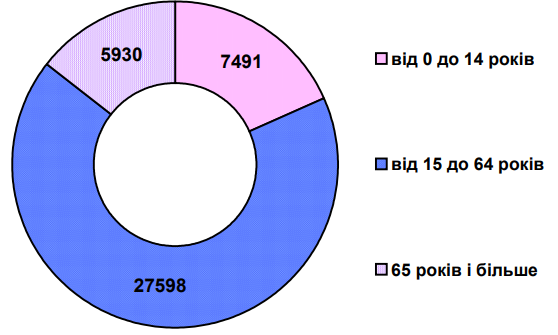 5930
7491
27598
від 0 до 14 років
від 15 до 64 років
65 років і більше